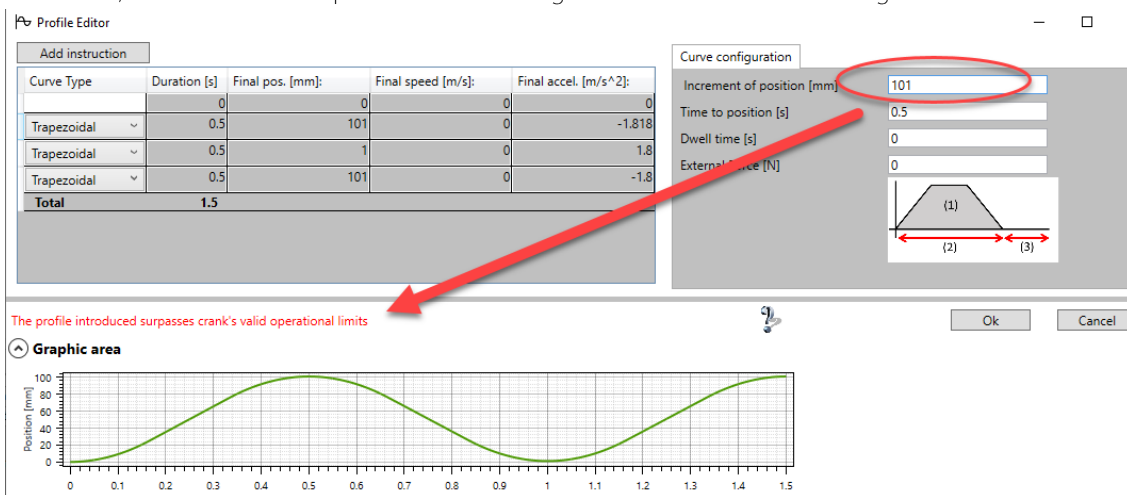 Profile Editor
Add instruction
Curve Type Duration [s] Final pos. [mm]: Final speed [m/s]: Final accel. [m/s^2]:
0 0 0 0
Trapezoidal 0.5 101 0 -1.818
Trapezoidal 0.5 1 0 1.8
Trapezoidal 0.5 101 0 -1.8
Total 1.5
Curve configuration
Increment of position [mm] 101
Time to position [s] 0.5
Dwell time [s] 0
External Force [N] 0
(1)
(2) (3)
The profile introduced surpasses crank's valid operational limits
Ok Cancel
Graphic area
Position [mm]
100
80
60
40
20
0
0 0.1 0.2 0.3 0.4 0.5 0.6 0.7 0.8 0.9 1 1.1 1.2 1.3 1.4 1.5